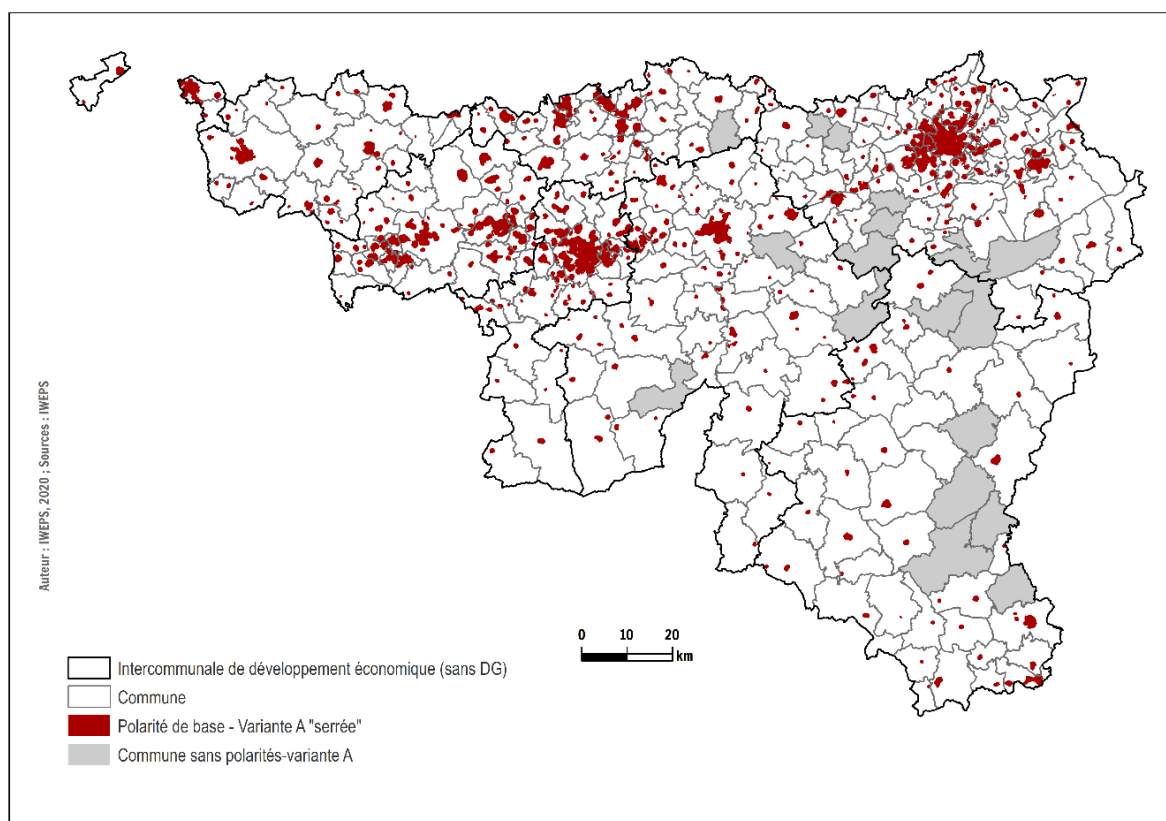 Auteur : IWEPS, 2020 ; Sources : IWEPS
0 10 20
km
Intercommunale de développement économique (sans DG)
Commune
Polarité de base - Variante A "serrée"
Commune sans polarités-variante A